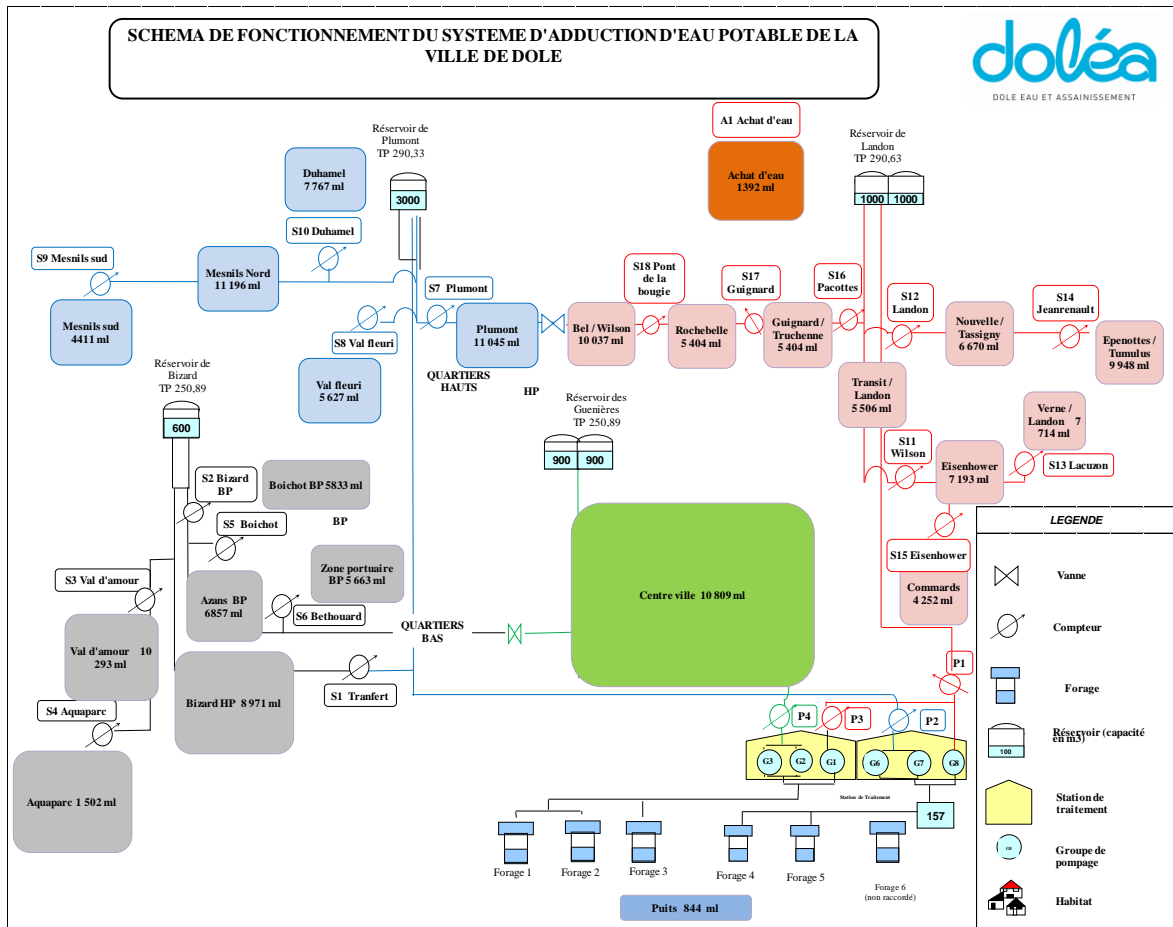 SCHEMA DE FONCTIONNEMENT DU SYSTEME D'ADDUCTION D'EAU POTABLE DE LA
VILLE DE DOLE
doléa
DOLE EAU ET ASSAINISSEMENT
Réservoir de
Plumont
TP 290,33
3000
Duhamel
7 767 ml
S10 Duhamel
S9 Mesnils sud
Mesnils Nord
11 196 ml
Mesnils sud
4411 ml
S7 Plumont
S8 Val fleuri
Val fleuri
5 627 ml
Plumont
11 045 ml
QUARTIERS
HAUTS
HP
A1 Achat d'eau
Achat d'eau
1392 ml
Réservoir de
Landon
TP 290,63
1000
1000
Bel / Wilson
10 037 ml
S18 Pont
de la
bougie
Rochebelle
5 404 ml
S17
Guignard
Guignard /
Truchenne
5 404 ml
S16
Pacottes
S12
Landon
Nouvelle /
Tassigny
6 670 ml
S14
Jeanrenault
Epenottes /
Tumulus
9 948 ml
Transit /
Landon
5 506 ml
S11
Wilson
Eisenhower
7 193 ml
Verne /
Landon 7
714 ml
S13 Lacuzon
S15 Eisenhower
Commards
4 252 ml
Réservoir de
Bizard
TP 250,89
600
S2 Bizard
BP
Boichot BP 5833 ml
BP
S5 Boichot
S3 Val d'amour
Azans BP
6857 ml
Zone portuaire
BP 5 663 ml
S6 Bethouard
Val d'amour 10
293 ml
QUARTIERS
BAS
S4 Aquaparc
Bizard HP 8 971 ml
S1 Tranfert
Aquaparc 1 502 ml
Réservoir des
Guenières
TP 250,89
900
900
Centre ville 10 809 ml
P1
P4
P3
P2
G3
G2
G1
G6
G7
G8
Station de Traitement
157
Forage 1
Forage 2
Forage 3
Forage 4
Forage 5
Forage 6
(non raccordé)
Puits 844 ml
LEGENDE
Vanne
Compteur
Forage
Réservoir (capacité
en m3)
100
Station de
traitement
Groupe de
pompage
Habitat